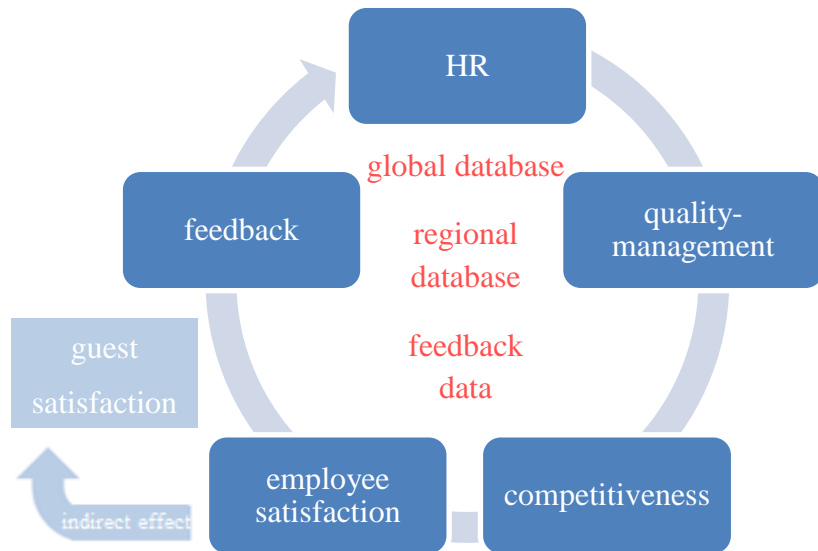 HR
global database
feedback
quality-
management
regional
database
guest
satisfaction
feedback
data
employee
satisfaction
competitiveness
indirect effect